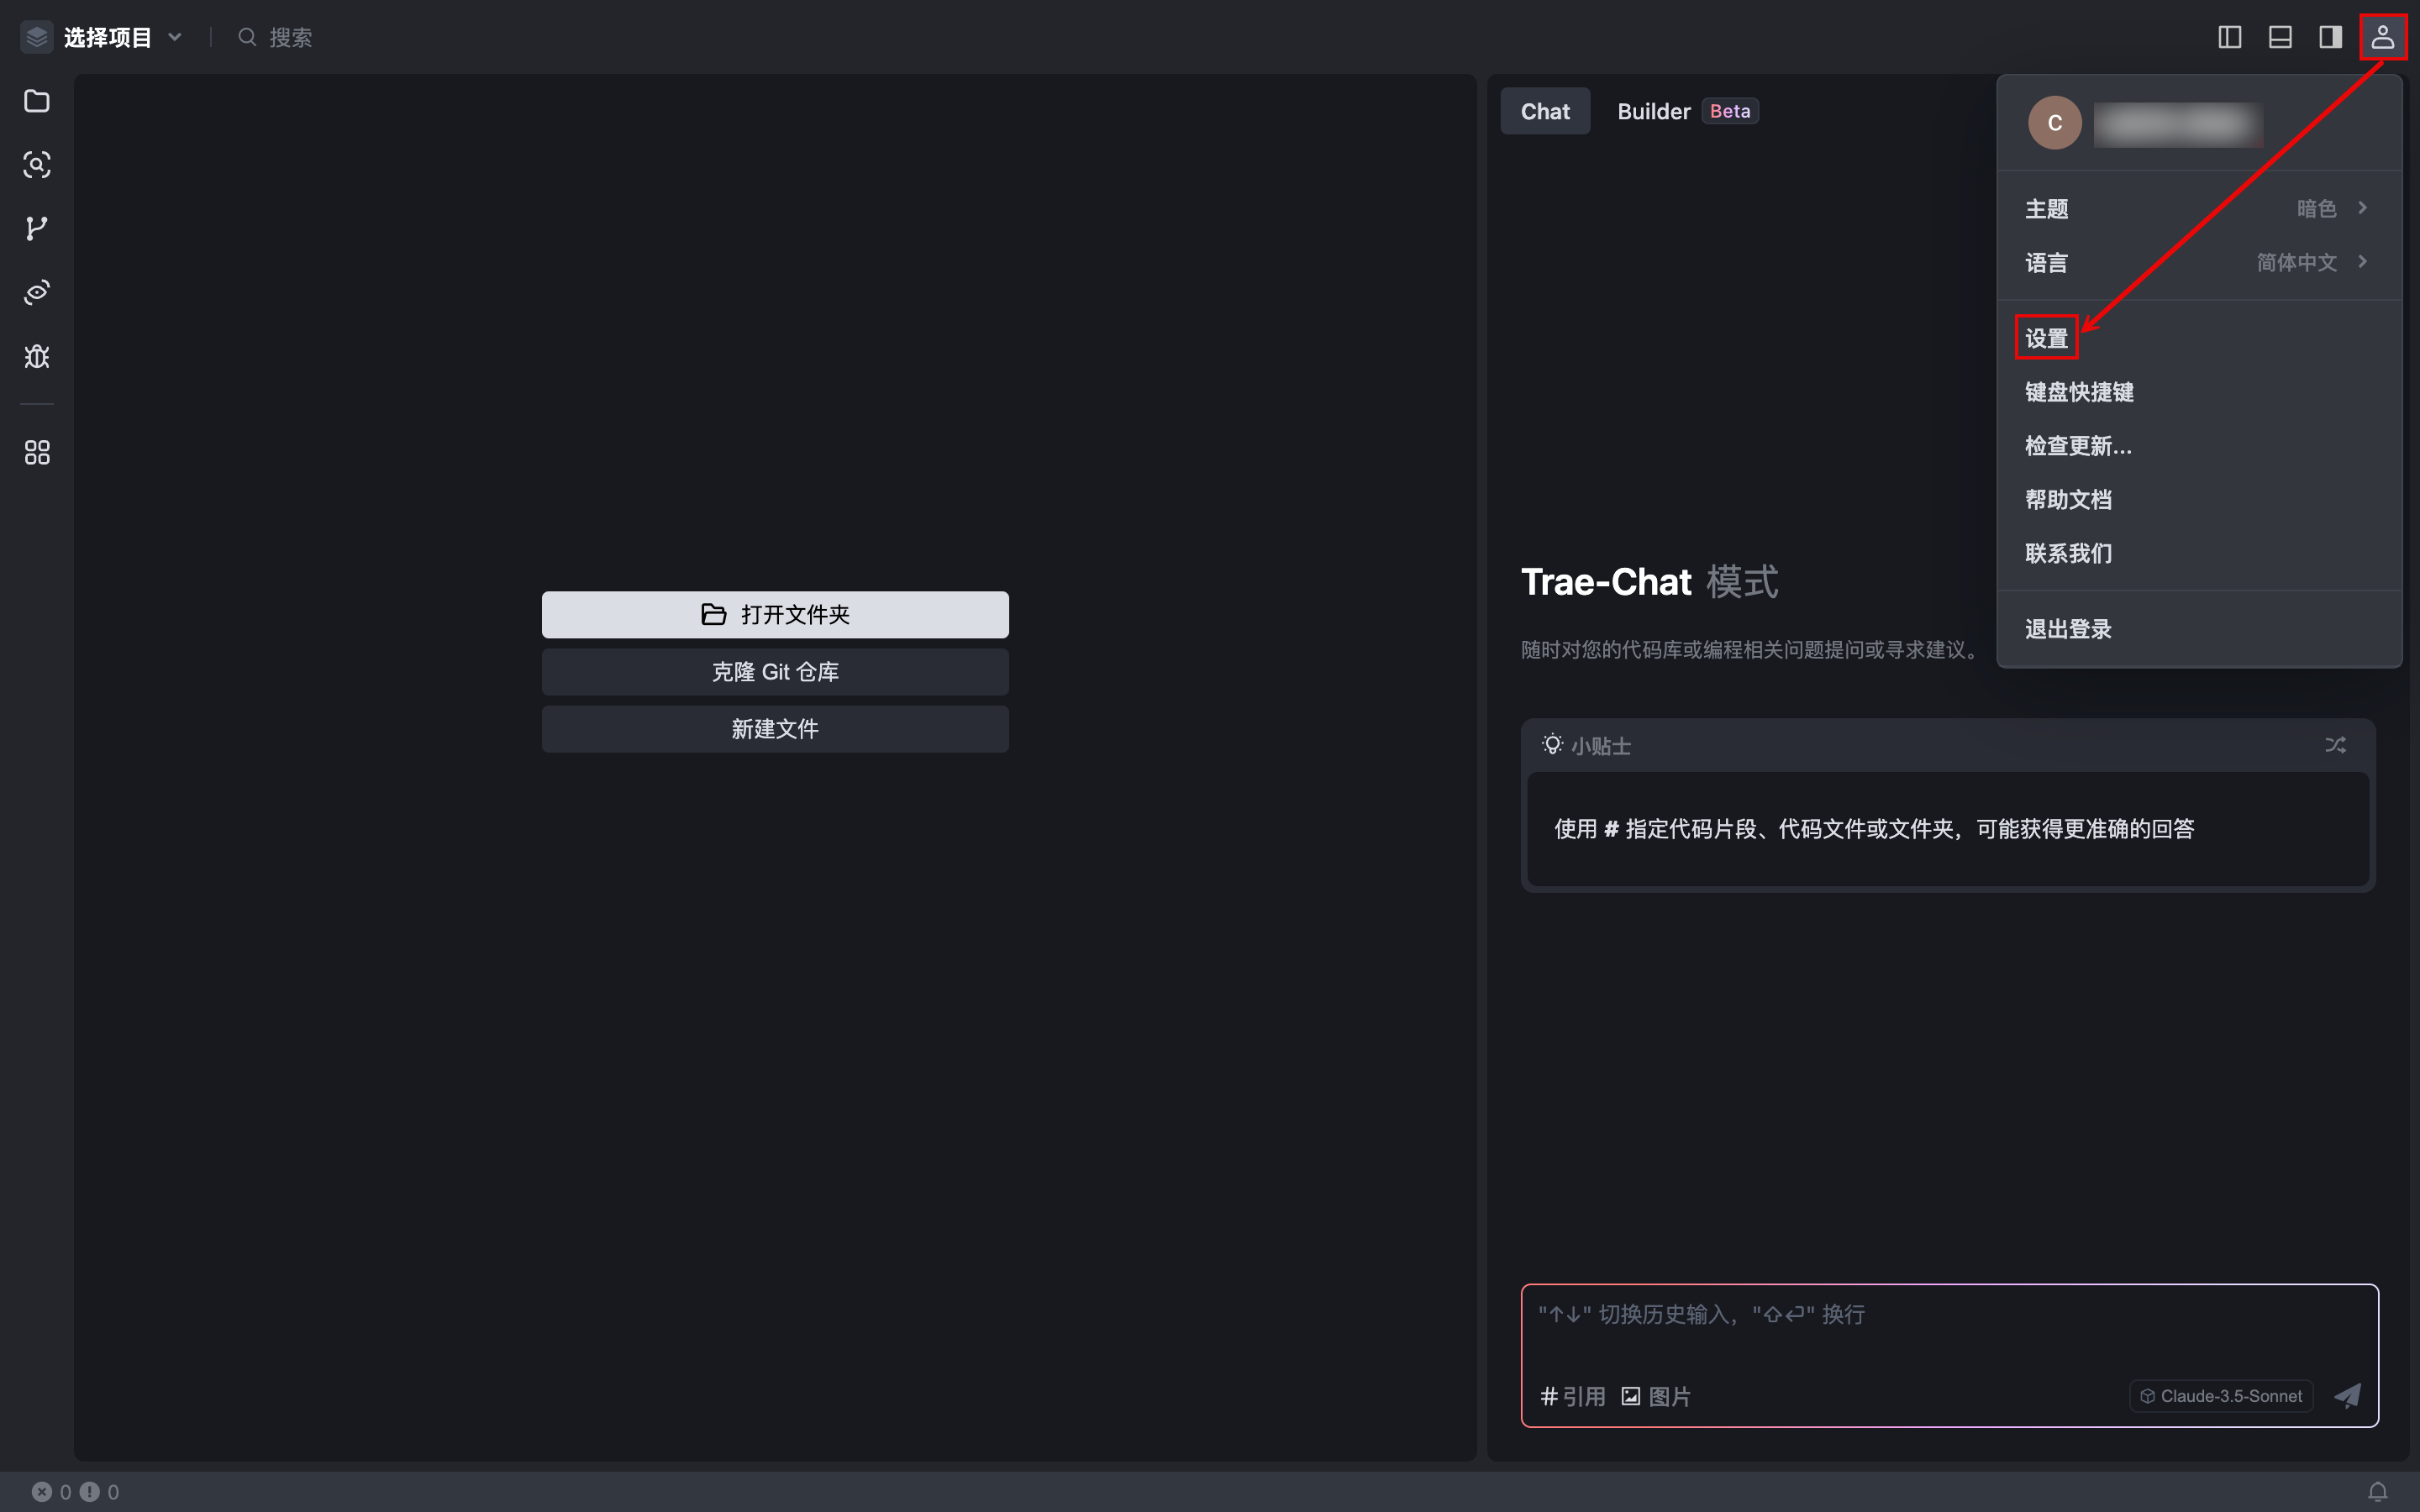 选择项目
搜索
Chat
Builder Beta
C
主题 暗色
语言 简体中文
设置
键盘快捷键
检查更新...
帮助文档
联系我们
退出登录
打开文件夹
克隆 Git 仓库
新建文件
Trae-Chat 模式
随时对您的代码库或编程相关问题提问或寻求建议。
小贴士
使用 # 指定代码片段、代码文件或文件夹，可能获得更准确的回答
"↑↓" 切换历史输入，"⇧⏎" 换行
#引用 图片
Claude-3.5-Sonnet
0 0